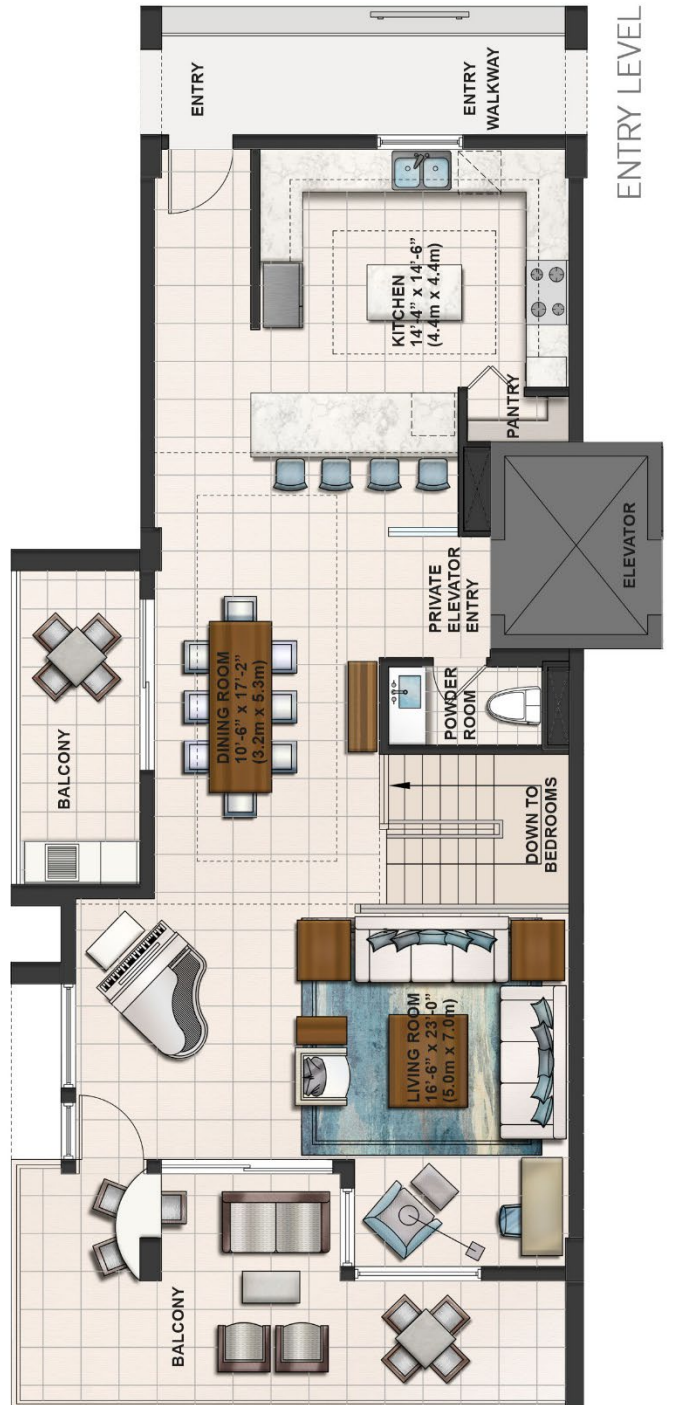 ENTRY LEVEL
ENTRY
ENTRY
WALKWAY
KITCHEN
14'-4" x 14'-6"
(4.4m x 4.4m)
PANTRY
ELEVATOR
PRIVATE
ELEVATOR
ENTRY
POWDER
ROOM
DINING ROOM
10'-6" x 17'-2"
(3.2m x 5.3m)
BALCONY
DOWN TO
BEDROOMS
LIVING ROOM
16'-6" x 23'-0"
(5.0m x 7.0m)
BALCONY